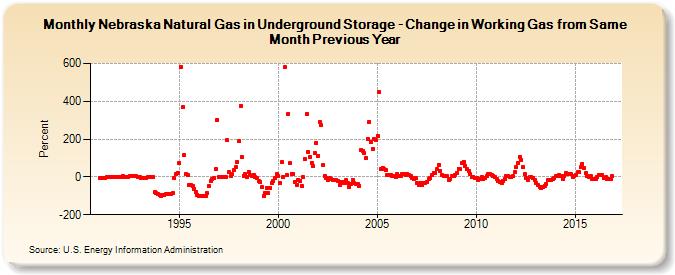 Monthly Nebraska Natural Gas in Underground Storage - Change in Working Gas from Same
Month Previous Year
Percent
600
400
200
0
-200
1995
2000
2005
2010
2015
Source: U.S. Energy Information Administration